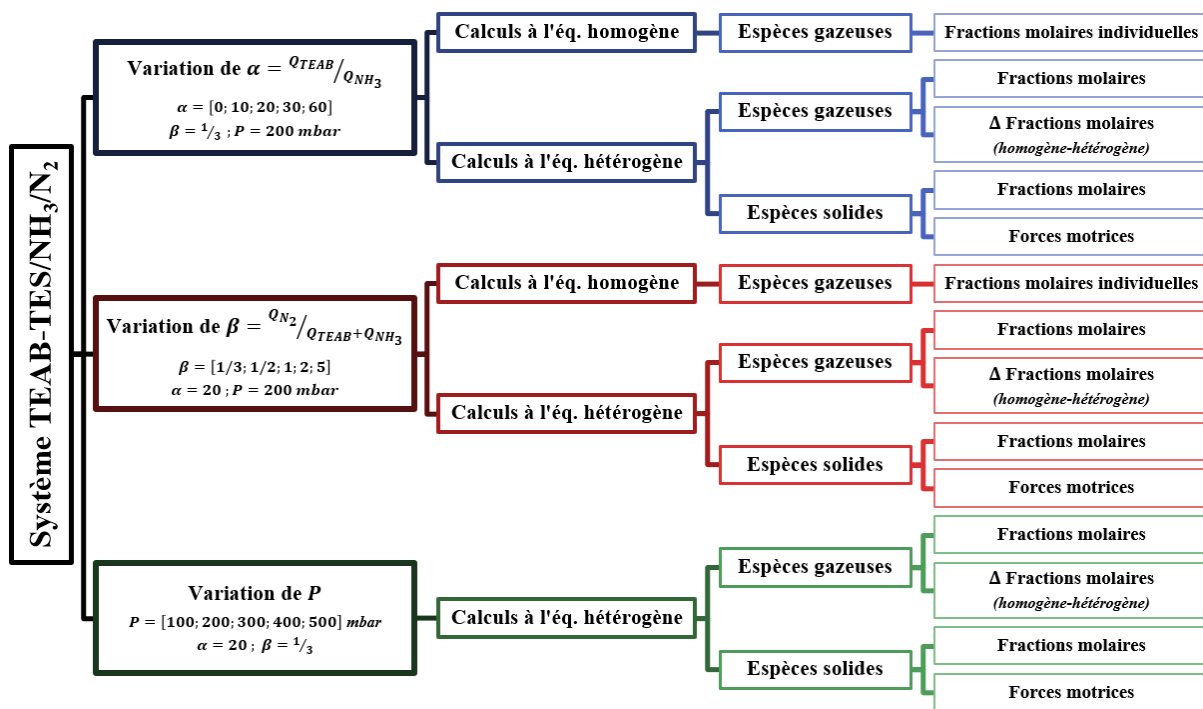 Système TEAB-TES/NH₃/N₂
Variation de α = Q_TEAB/Q_NH₃
α = [0; 10; 20; 30; 60]
β = 1/3 ; P = 200 mbar
Calculs à l'éq. homogène
Espèces gazeuses
Fractions molaires individuelles
Calculs à l'éq. hétérogène
Espèces gazeuses
Fractions molaires
Δ Fractions molaires
(homogène-hétérogène)
Espèces solides
Fractions molaires
Forces motrices
Variation de β = Q_N₂/Q_TEAB+Q_NH₃
β = [1/3; 1/2; 1; 2; 5]
α = 20 ; P = 200 mbar
Calculs à l'éq. homogène
Espèces gazeuses
Fractions molaires individuelles
Calculs à l'éq. hétérogène
Espèces gazeuses
Fractions molaires
Δ Fractions molaires
(homogène-hétérogène)
Espèces solides
Fractions molaires
Forces motrices
Variation de P
P = [100; 200; 300; 400; 500] mbar
α = 20 ; β = 1/3
Calculs à l'éq. hétérogène
Espèces gazeuses
Fractions molaires
Δ Fractions molaires
(homogène-hétérogène)
Espèces solides
Fractions molaires
Forces motrices